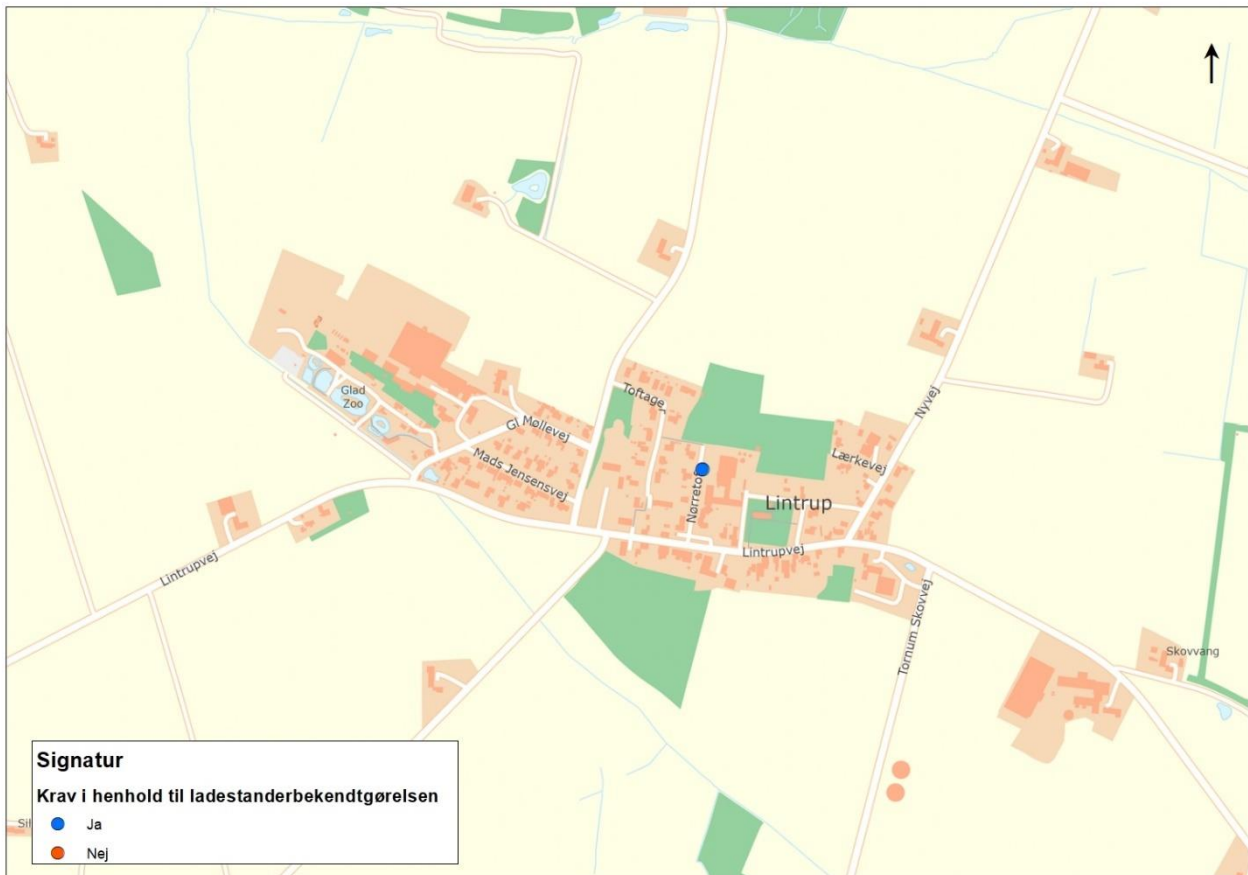 Glad
Zoo
Toftager
Gl Møllevej
Mads Jensensvej
Nørretof
Lærkevej
Nyvej
Lintrup
Lintrupvej
Lintrupvej
Tornum Skovvej
Skovvang
Signatur
Krav i henhold til ladestanderbekendtgørelsen
Ja
Nej